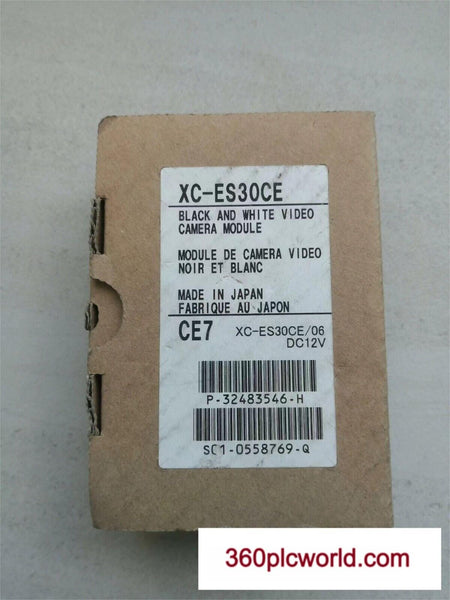 XC-ES30CE
BLACK AND WHITE VIDEO
CAMERA MODULE
MODULE DE CAMERA VIDEO
NOIR ET BLANC
MADE IN JAPAN
FABRIQUE AU JAPON
CE7 XC-ES30CE/06
DC12V
P-32483546-H
S01-0558769-Q
360plcworld.com